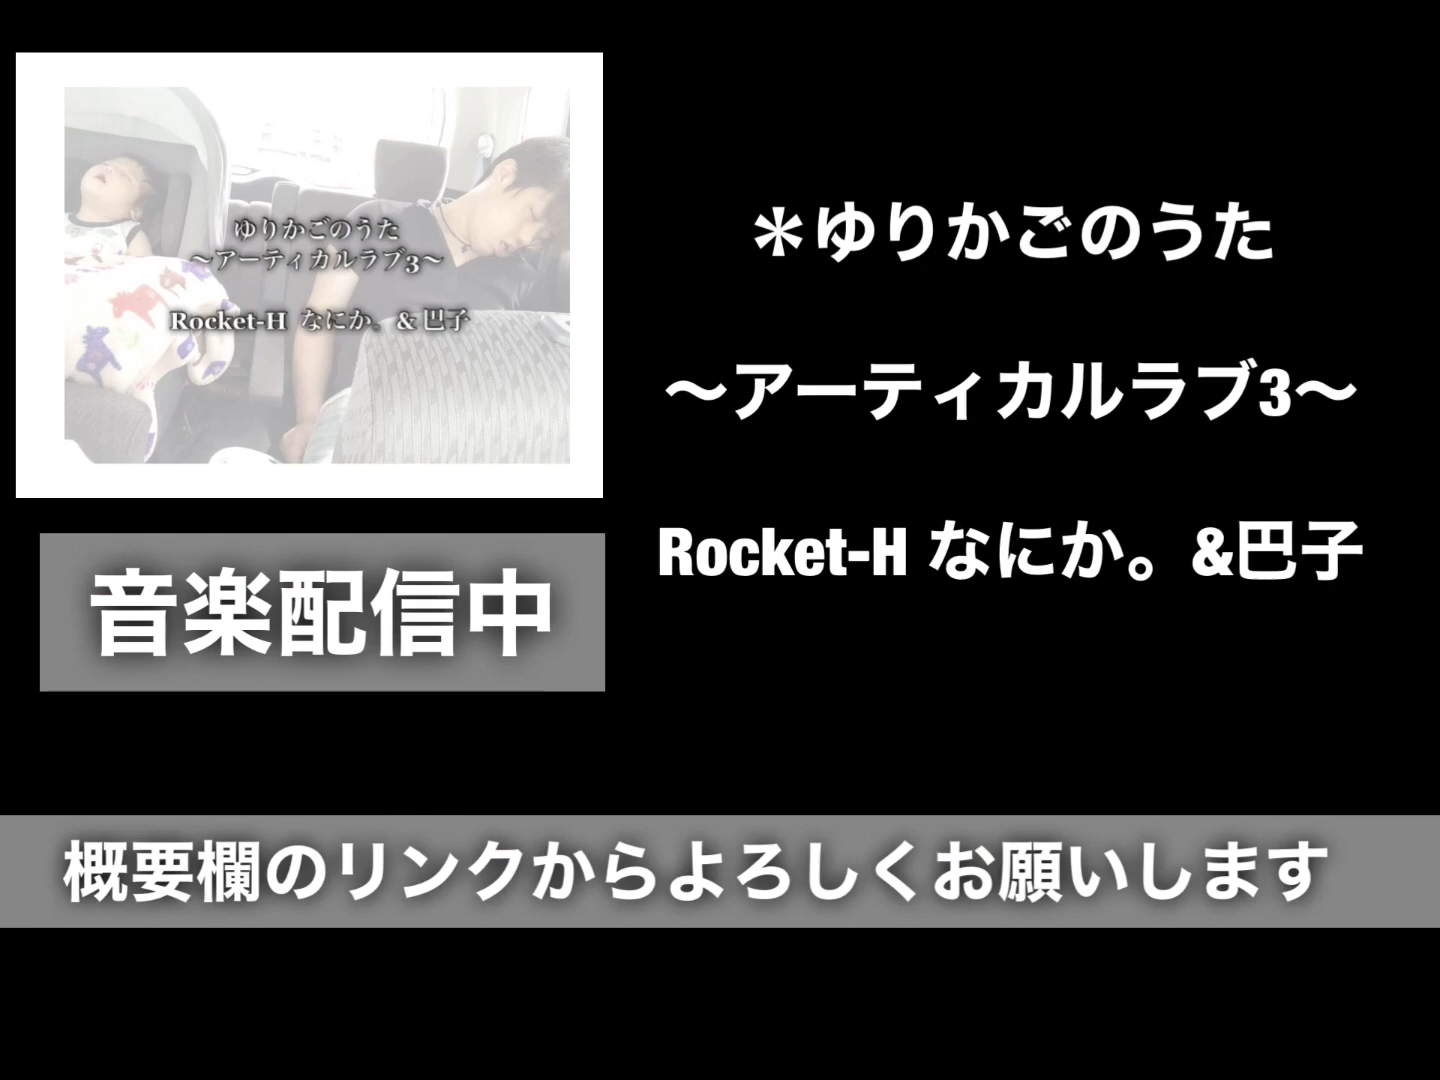 ゆりかごのうた
〜アーティカルラブ3〜
Rocket-H なにか。& 巴子
＊ゆりかごのうた
〜アーティカルラブ3〜
Rocket-H なにか。&巴子
音楽配信中
概要欄のリンクからよろしくお願いします